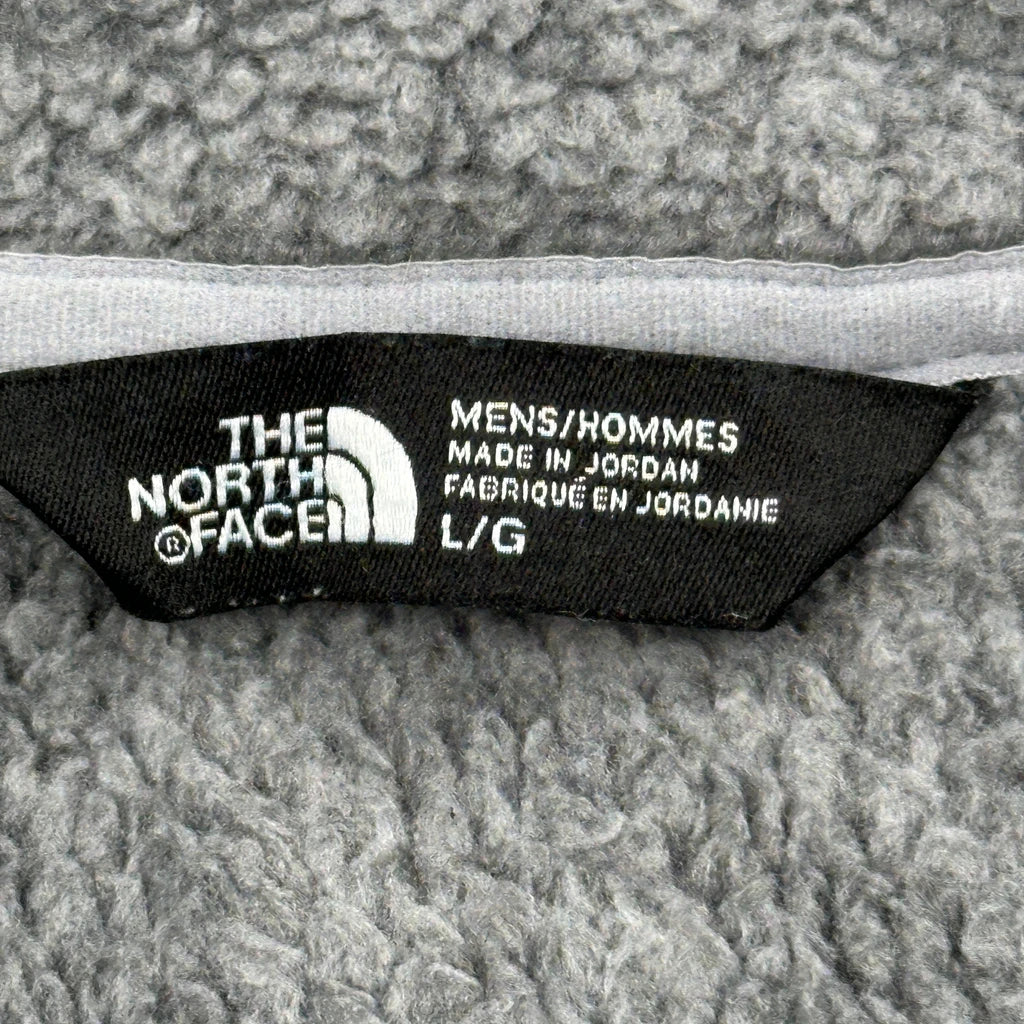 THE
NORTH
®FACE
MENS/HOMMES
MADE IN JORDAN
FABRIQUÉ EN JORDANIE
L/G